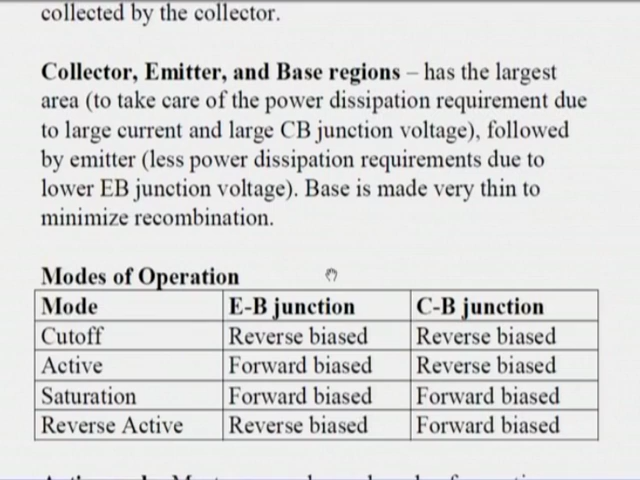 collected by the collector.
Collector, Emitter, and Base regions – has the largest
area (to take care of the power dissipation requirement due
to large current and large CB junction voltage), followed
by emitter (less power dissipation requirements due to
lower EB junction voltage). Base is made very thin to
minimize recombination.
Modes of Operation
Mode E-B junction C-B junction
Cutoff Reverse biased Reverse biased
Active Forward biased Reverse biased
Saturation Forward biased Forward biased
Reverse Active Reverse biased Forward biased